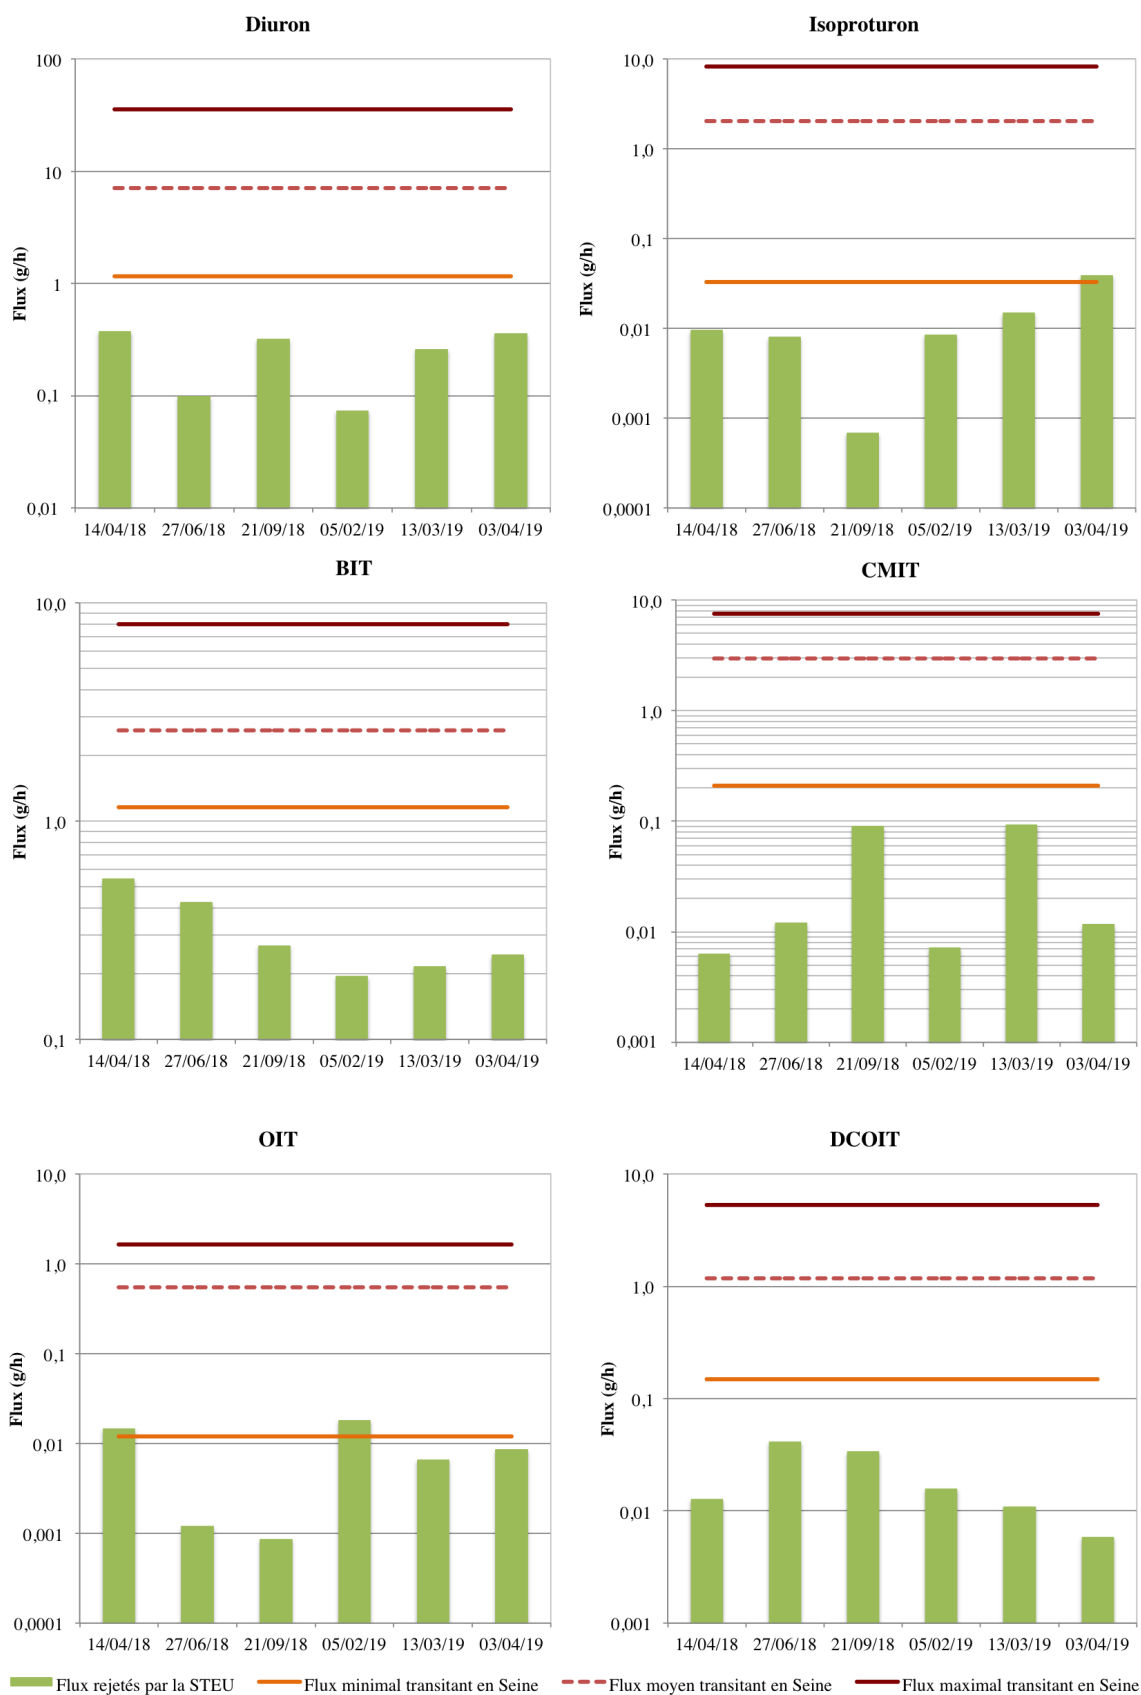 Diuron
Flux (g/h)
100
10
1
0,1
0,01
14/04/18 27/06/18 21/09/18 05/02/19 13/03/19 03/04/19
Isoproturon
Flux (g/h)
10,0
1,0
0,1
0,01
0,001
0,0001
14/04/18 27/06/18 21/09/18 05/02/19 13/03/19 03/04/19
BIT
Flux (g/h)
10,0
1,0
0,1
14/04/18 27/06/18 21/09/18 05/02/19 13/03/19 03/04/19
CMIT
Flux (g/h)
10,0
1,0
0,1
0,01
0,001
14/04/18 27/06/18 21/09/18 05/02/19 13/03/19 03/04/19
OIT
Flux (g/h)
10,0
1,0
0,1
0,01
0,001
0,0001
14/04/18 27/06/18 21/09/18 05/02/19 13/03/19 03/04/19
DCOIT
Flux (g/h)
10,0
1,0
0,1
0,01
0,001
14/04/18 27/06/18 21/09/18 05/02/19 13/03/19 03/04/19
Flux rejetés par la STEU Flux minimal transitant en Seine Flux moyen transitant en Seine Flux maximal transitant en Seine